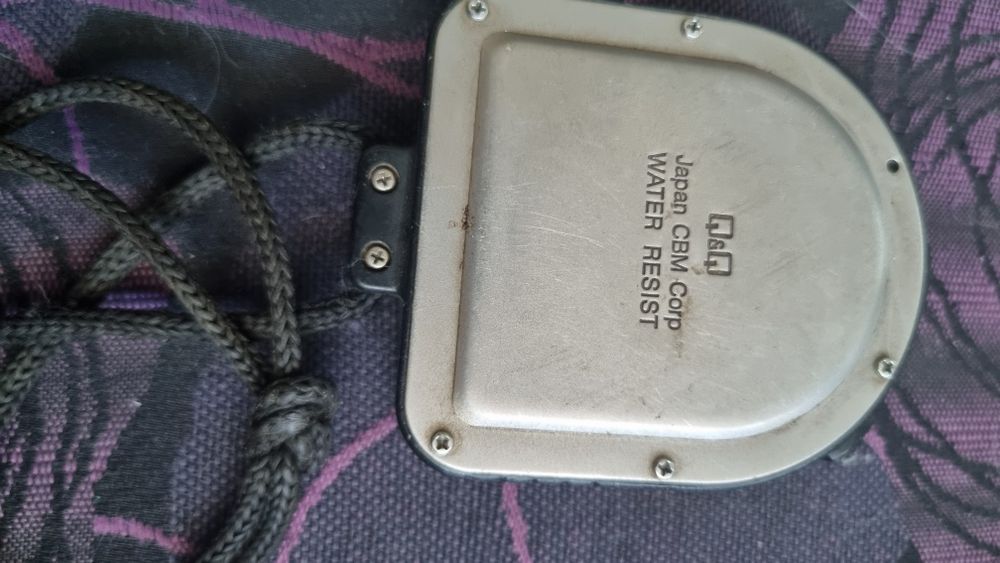 Q&Q
Japan CBM Corp
WATER RESIST